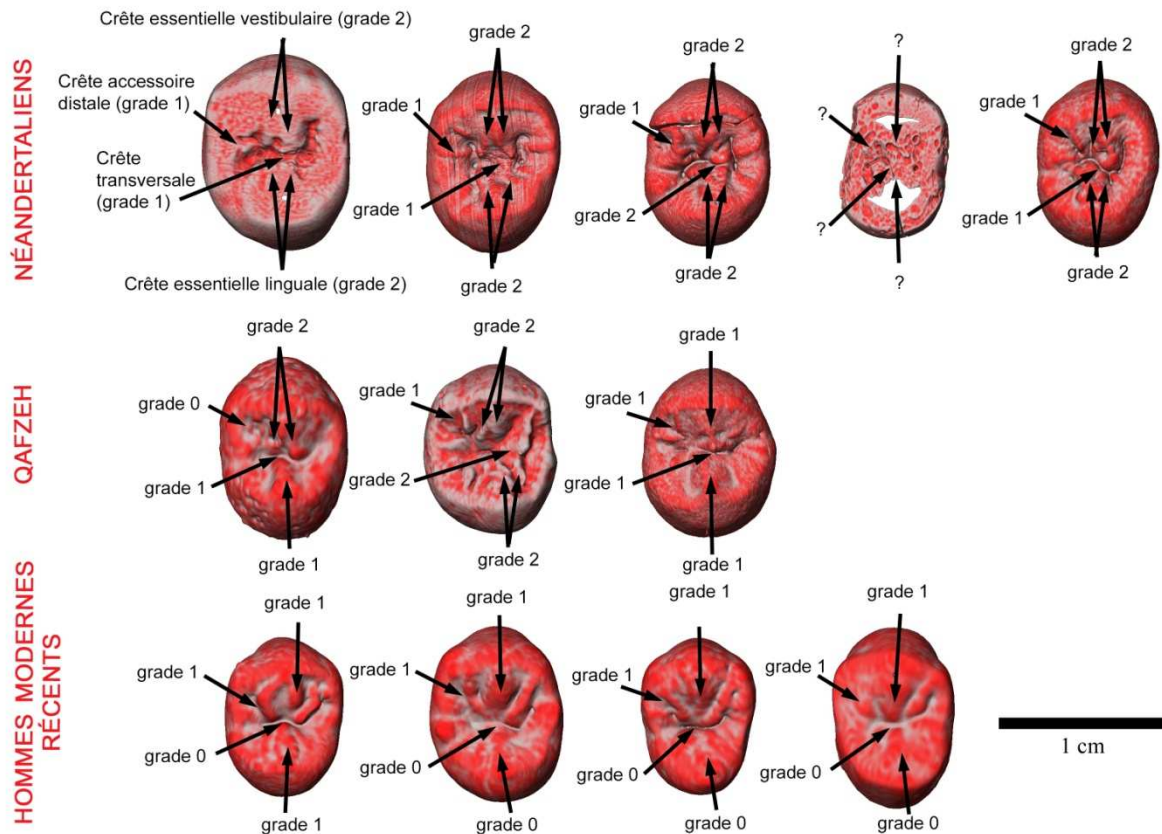 NÉANDERTALIENS
Crête essentielle vestibulaire (grade 2)
Crête accessoire
distale (grade 1)
Crête
transversale
(grade 1)
Crête essentielle linguale (grade 2)
grade 2
grade 1
grade 1
grade 2
grade 2
grade 1
grade 2
grade 2
?
?
?
?
grade 2
grade 1
grade 1
grade 2
QAFZEH
grade 2
grade 0
grade 1
grade 1
grade 2
grade 1
grade 2
grade 2
grade 1
grade 1
grade 1
grade 1
HOMMES MODERNES
RÉCENTS
grade 1
grade 1
grade 0
grade 1
grade 1
grade 1
grade 0
grade 0
grade 1
grade 1
grade 0
grade 0
grade 1
grade 1
grade 0
grade 0
1 cm